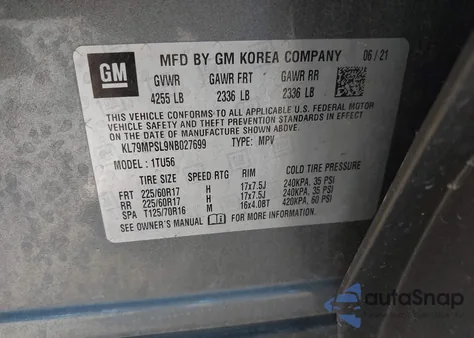 GM
MFD BY GM KOREA COMPANY 06/21
GVWR GAWR FRT GAWR RR
4255 LB 2336 LB 2336 LB
THIS VEHICLE CONFORMS TO ALL APPLICABLE U.S. FEDERAL MOTOR
VEHICLE SAFETY, BUMPER, AND THEFT PREVENTION STANDARDS IN EFFECT
ON THE DATE OF MANUFACTURE SHOWN ABOVE.
KL79MPSL9NB027699 TYPE: MPV
MODEL: 1TU56
TIRE SIZE SPEED RTG RIM COLD TIRE PRESSURE
FRT 225/60R17 H 17x7.5J 240KPA, 35 PSI
RR 225/60R17 H 17x7.5J 240KPA, 35 PSI
SPA T125/70R16 M 16x4.08T 420KPA, 60 PSI
SEE OWNER'S MANUAL FOR MORE INFORMATION.
autoSnap